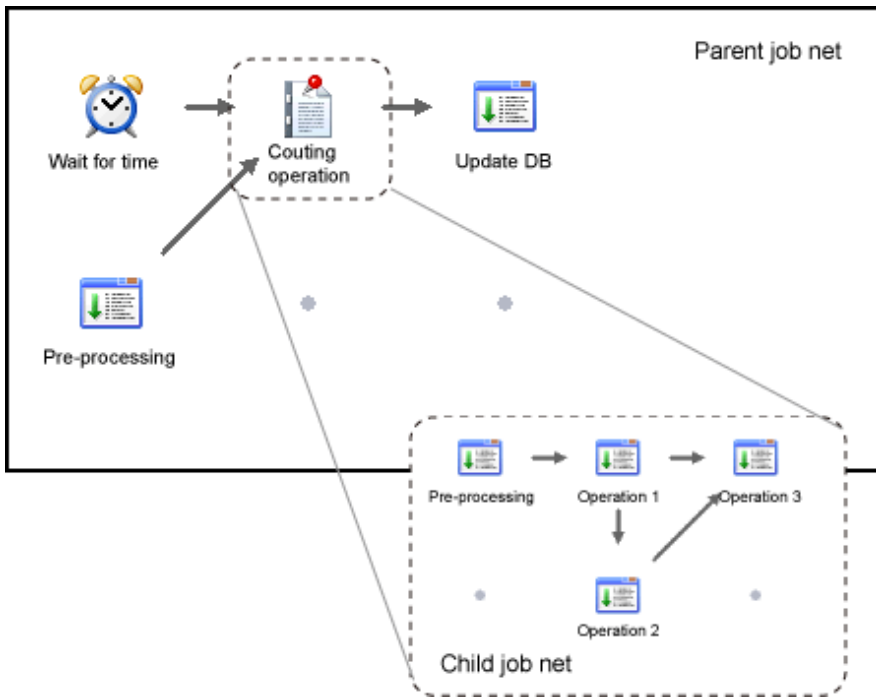 Parent job net
Wait for time
Couting
operation
Update DB
Pre-processing
Pre-processing
Operation 1
Operation 3
Operation 2
Child job net